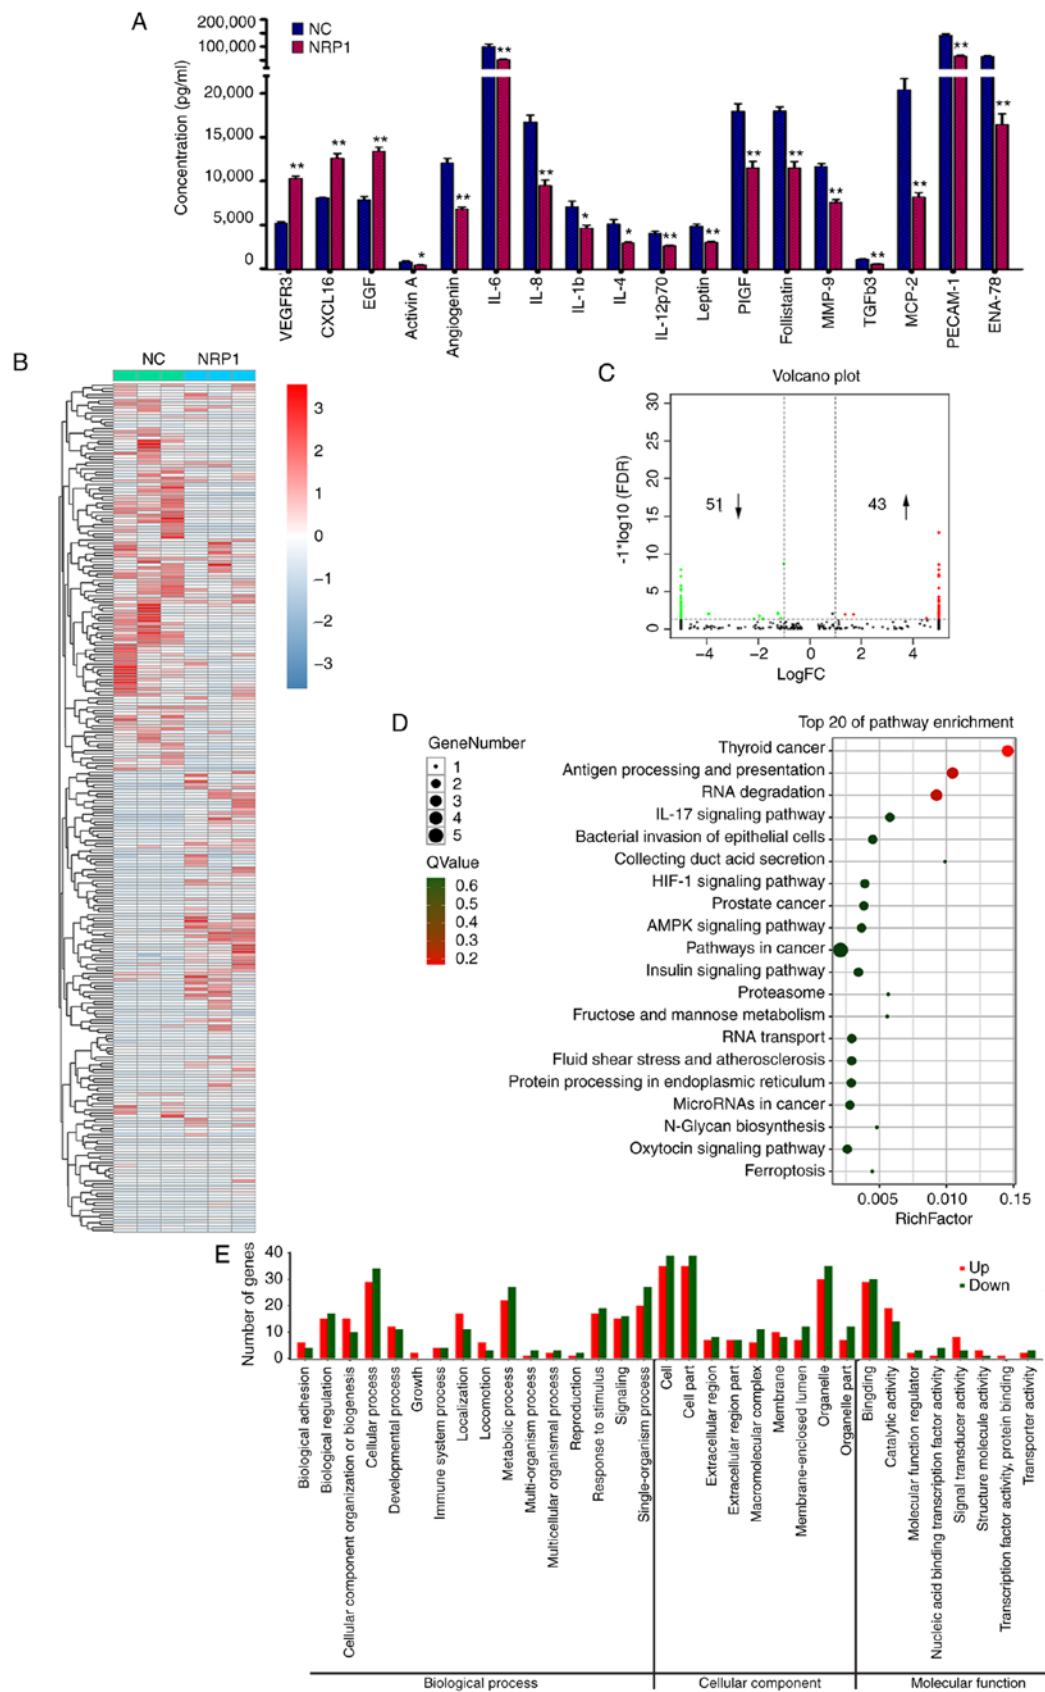 A
NC
NRP1
Concentration (pg/ml)
200,000
100,000
20,000
15,000
10,000
5,000
0
** ** ** * ** ** ** * * ** ** ** ** ** ** ** ** **
VEGFR3
CXCL16
EGF
Activin A
Angiogenin
IL-6
IL-8
IL-1b
IL-4
IL-12p70
Leptin
PIGF
Follistatin
MMP-9
TGFb3
MCP-2
PECAM-1
ENA-78
B
NC NRP1
3
2
1
0
−1
−2
−3
C
Volcano plot
-1*log10 (FDR)
30
25
20
15
10
5
0
51
43
−4 −2 0 2 4
LogFC
D
Top 20 of pathway enrichment
GeneNumber
1
2
3
4
5
QValue
0.6
0.5
0.4
0.3
0.2
Thyroid cancer
Antigen processing and presentation
RNA degradation
IL-17 signaling pathway
Bacterial invasion of epithelial cells
Collecting duct acid secretion
HIF-1 signaling pathway
Prostate cancer
AMPK signaling pathway
Pathways in cancer
Insulin signaling pathway
Proteasome
Fructose and mannose metabolism
RNA transport
Fluid shear stress and atherosclerosis
Protein processing in endoplasmic reticulum
MicroRNAs in cancer
N-Glycan biosynthesis
Oxytocin signaling pathway
Ferroptosis
0.005 0.010 0.15
RichFactor
E
Number of genes
40
30
20
10
0
Up
Down
Biological adhesion
Biological regulation
Cellular component organization or biogenesis
Cellular process
Developmental process
Growth
Immune system process
Localization
Locomotion
Metabolic process
Multi-organism process
Multicellular organismal process
Reproduction
Response to stimulus
Signaling
Single-organism process
Cell
Cell part
Extracellular region
Extracellular region part
Macromolecular complex
Membrane
Membrane-enclosed lumen
Organelle
Organelle part
Bingding
Catalytic activity
Molecular function regulator
Nucleic acid binding transcription factor activity
Signal transducer activity
Structure molecule activity
Transcription factor activity, protein binding
Transporter activity
Biological process
Cellular component
Molecular function